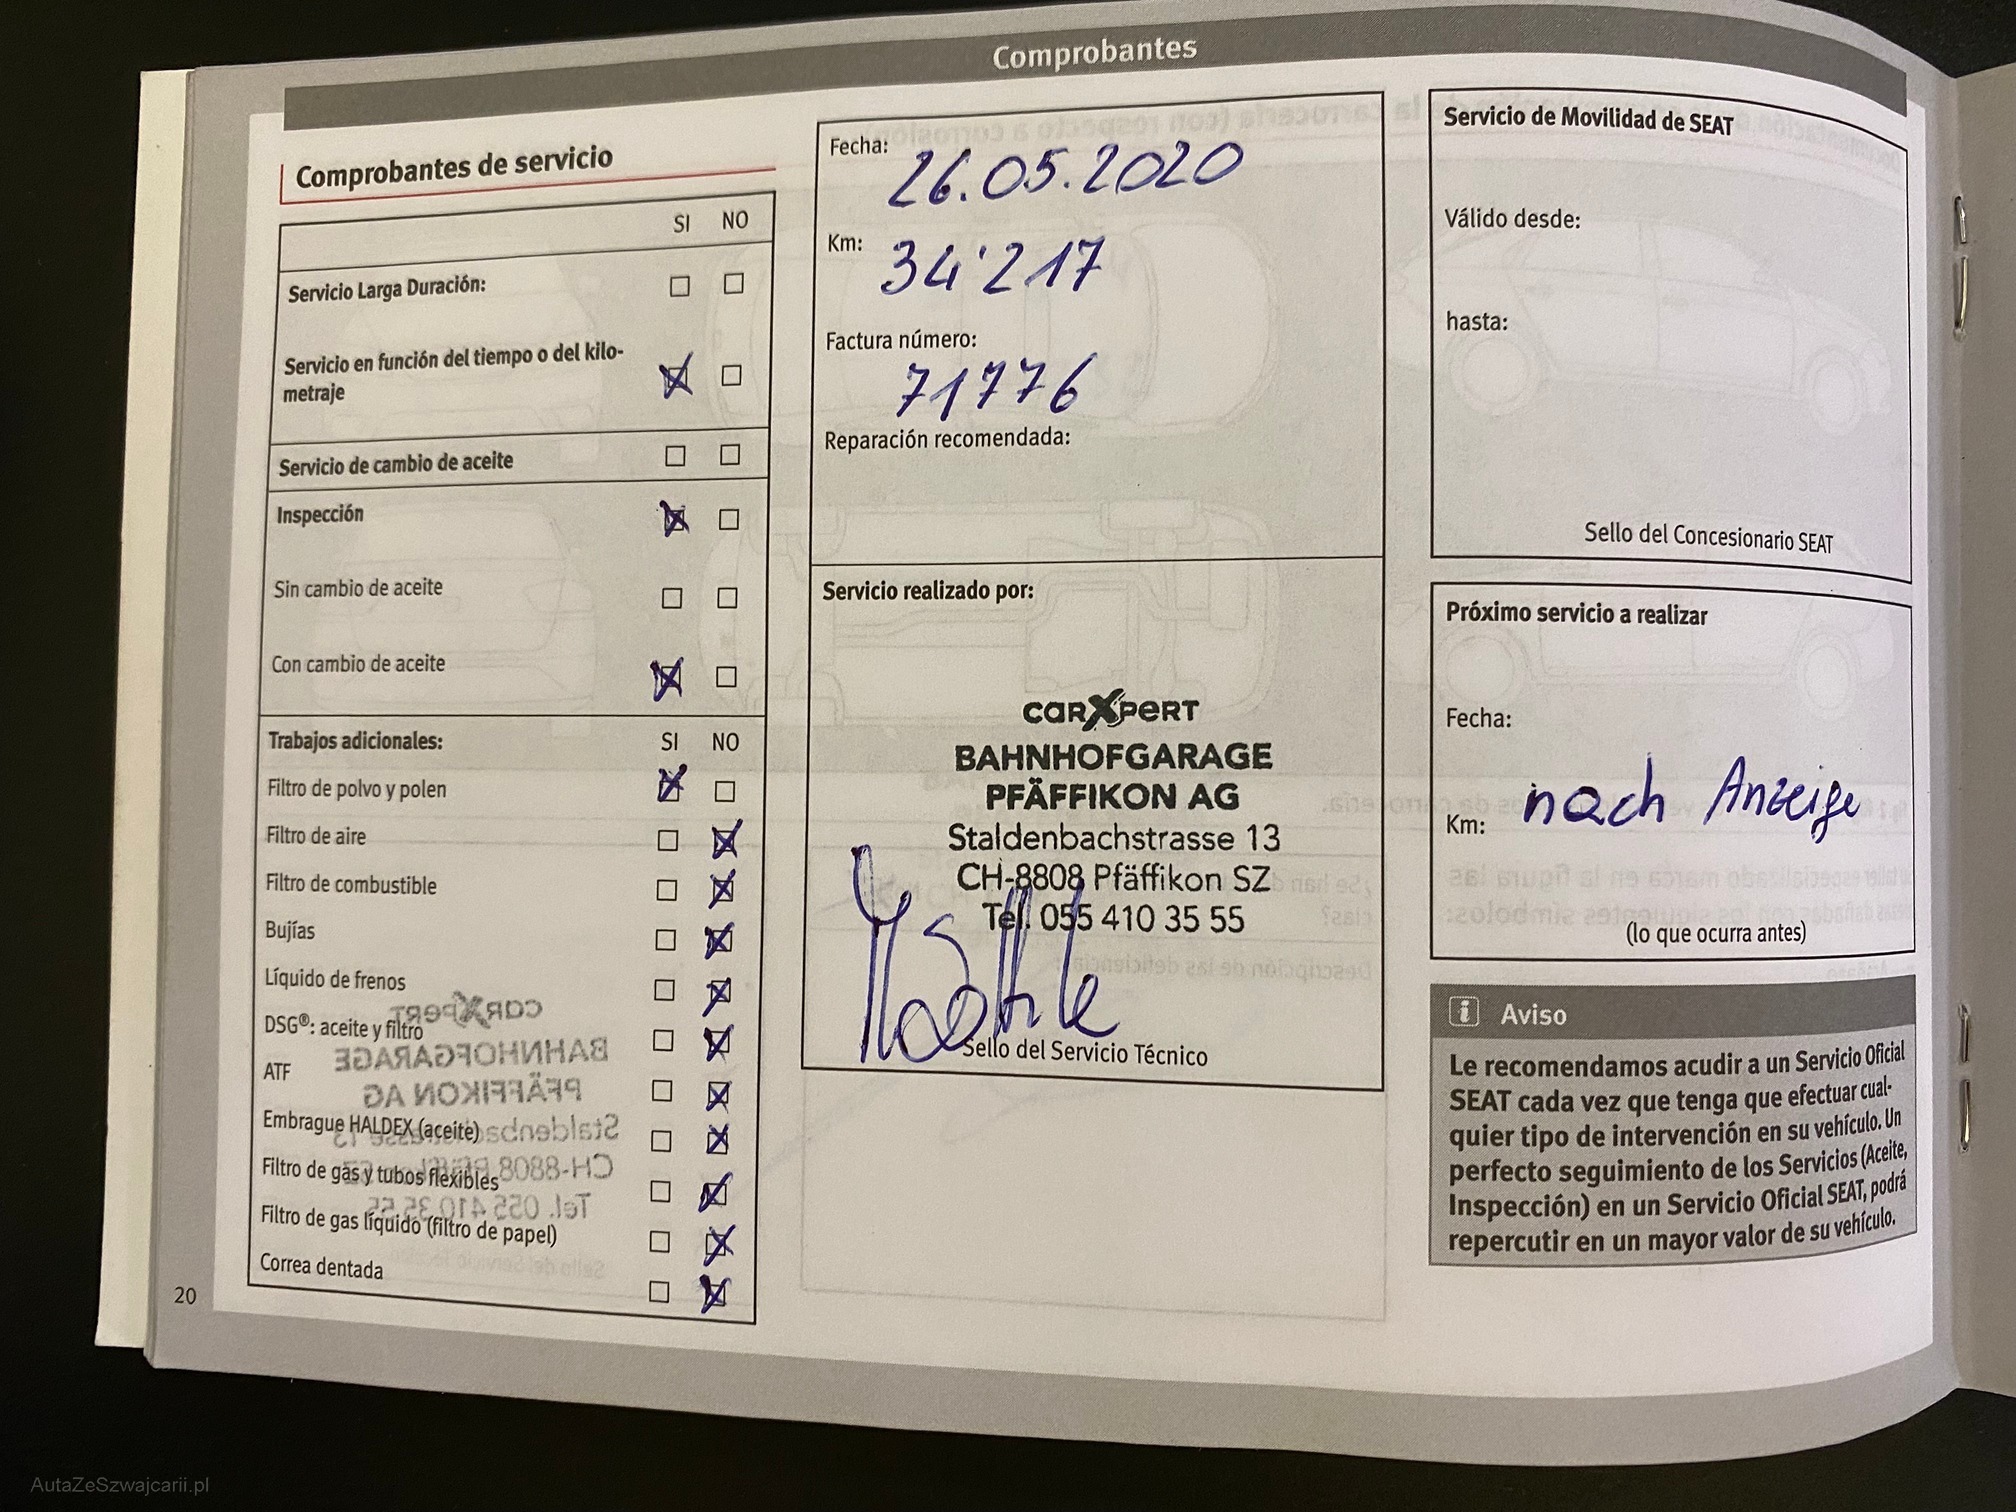 Comprobantes
Comprobantes de servicio
SI NO
Servicio Larga Duración:
Servicio en función del tiempo o del kilo-
metraje
Servicio de cambio de aceite
Inspección
Sin cambio de aceite
Con cambio de aceite
Trabajos adicionales: SI NO
Filtro de polvo y polen
Filtro de aire
Filtro de combustible
Bujías
Líquido de frenos
DSG®: aceite y filtro
ATF
Embrague HALDEX (aceite)
Filtro de gas y tubos flexibles
Filtro de gas líquido (filtro de papel)
Correa dentada
20
Fecha: 26.05.2020
Km: 34'217
Factura número:
71776
Reparación recomendada:
Servicio realizado por:
carXpert
BAHNHOFGARAGE
PFÄFFIKON AG
Staldenbachstrasse 13
CH-8808 Pfäffikon SZ
Tel. 055 410 35 55
Sello del Servicio Técnico
Servicio de Movilidad de SEAT
Válido desde:
hasta:
Sello del Concesionario SEAT
Próximo servicio a realizar
Fecha:
Km: nach Anzeige
(lo que ocurra antes)
i Aviso
Le recomendamos acudir a un Servicio Oficial
SEAT cada vez que tenga que efectuar cual-
quier tipo de intervención en su vehículo. Un
perfecto seguimiento de los Servicios (Aceite,
Inspección) en un Servicio Oficial SEAT, podrá
repercutir en un mayor valor de su vehículo.
AutaZeSzwajcarii.pl